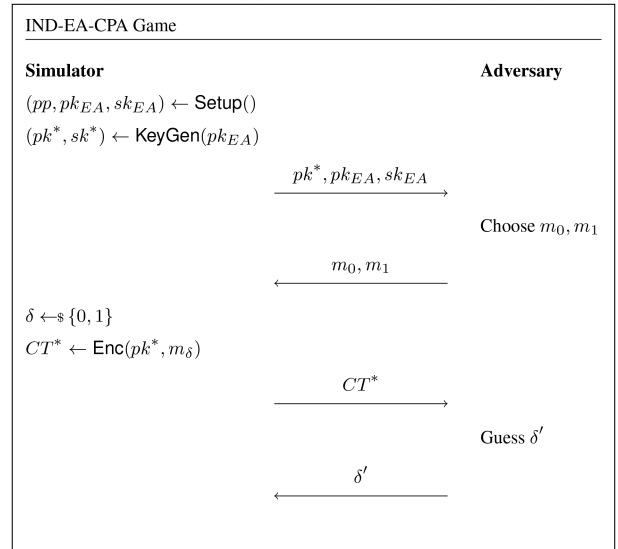 IND-EA-CPA Game
Simulator Adversary
(pp, pk_{EA}, sk_{EA}) ← Setup()
(pk*, sk*) ← KeyGen(pk_{EA})
pk*, pk_{EA}, sk_{EA}
Choose m_0, m_1
m_0, m_1
δ ←$ {0, 1}
CT* ← Enc(pk*, m_δ)
CT*
Guess δ′
δ′